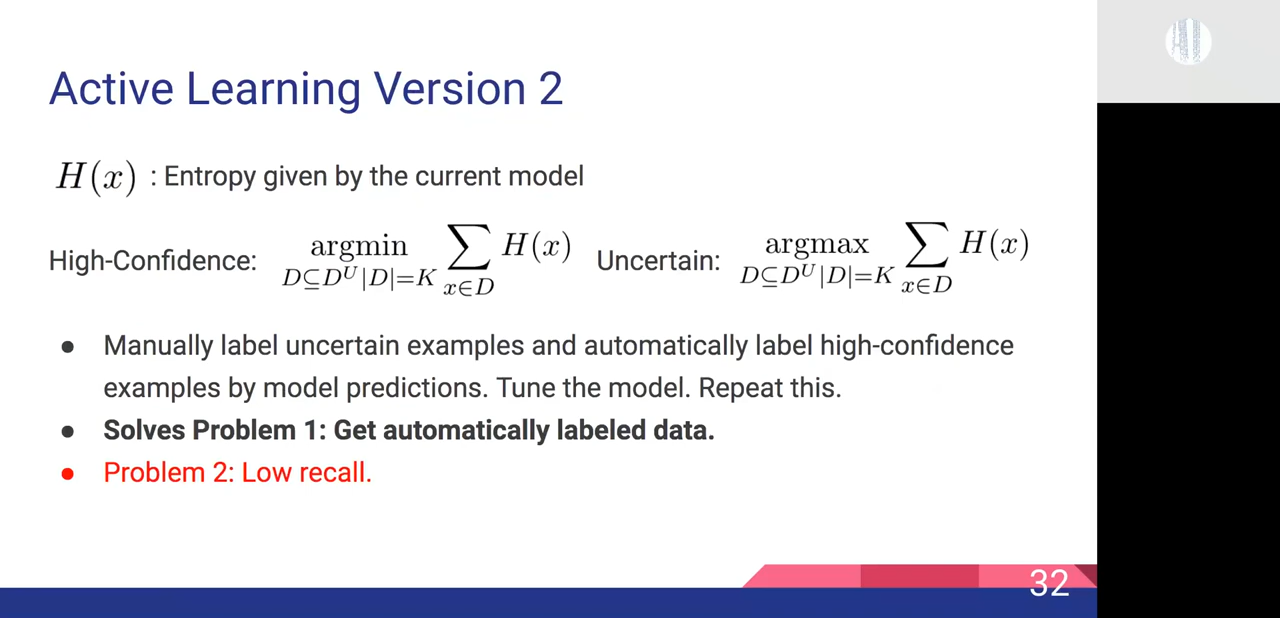 Active Learning Version 2
H(x) : Entropy given by the current model
High-Confidence: argmin_{D⊆D^U |D|=K} ∑_{x∈D} H(x) Uncertain: argmax_{D⊆D^U |D|=K} ∑_{x∈D} H(x)
● Manually label uncertain examples and automatically label high-confidence
examples by model predictions. Tune the model. Repeat this.
● Solves Problem 1: Get automatically labeled data.
● Problem 2: Low recall.
32